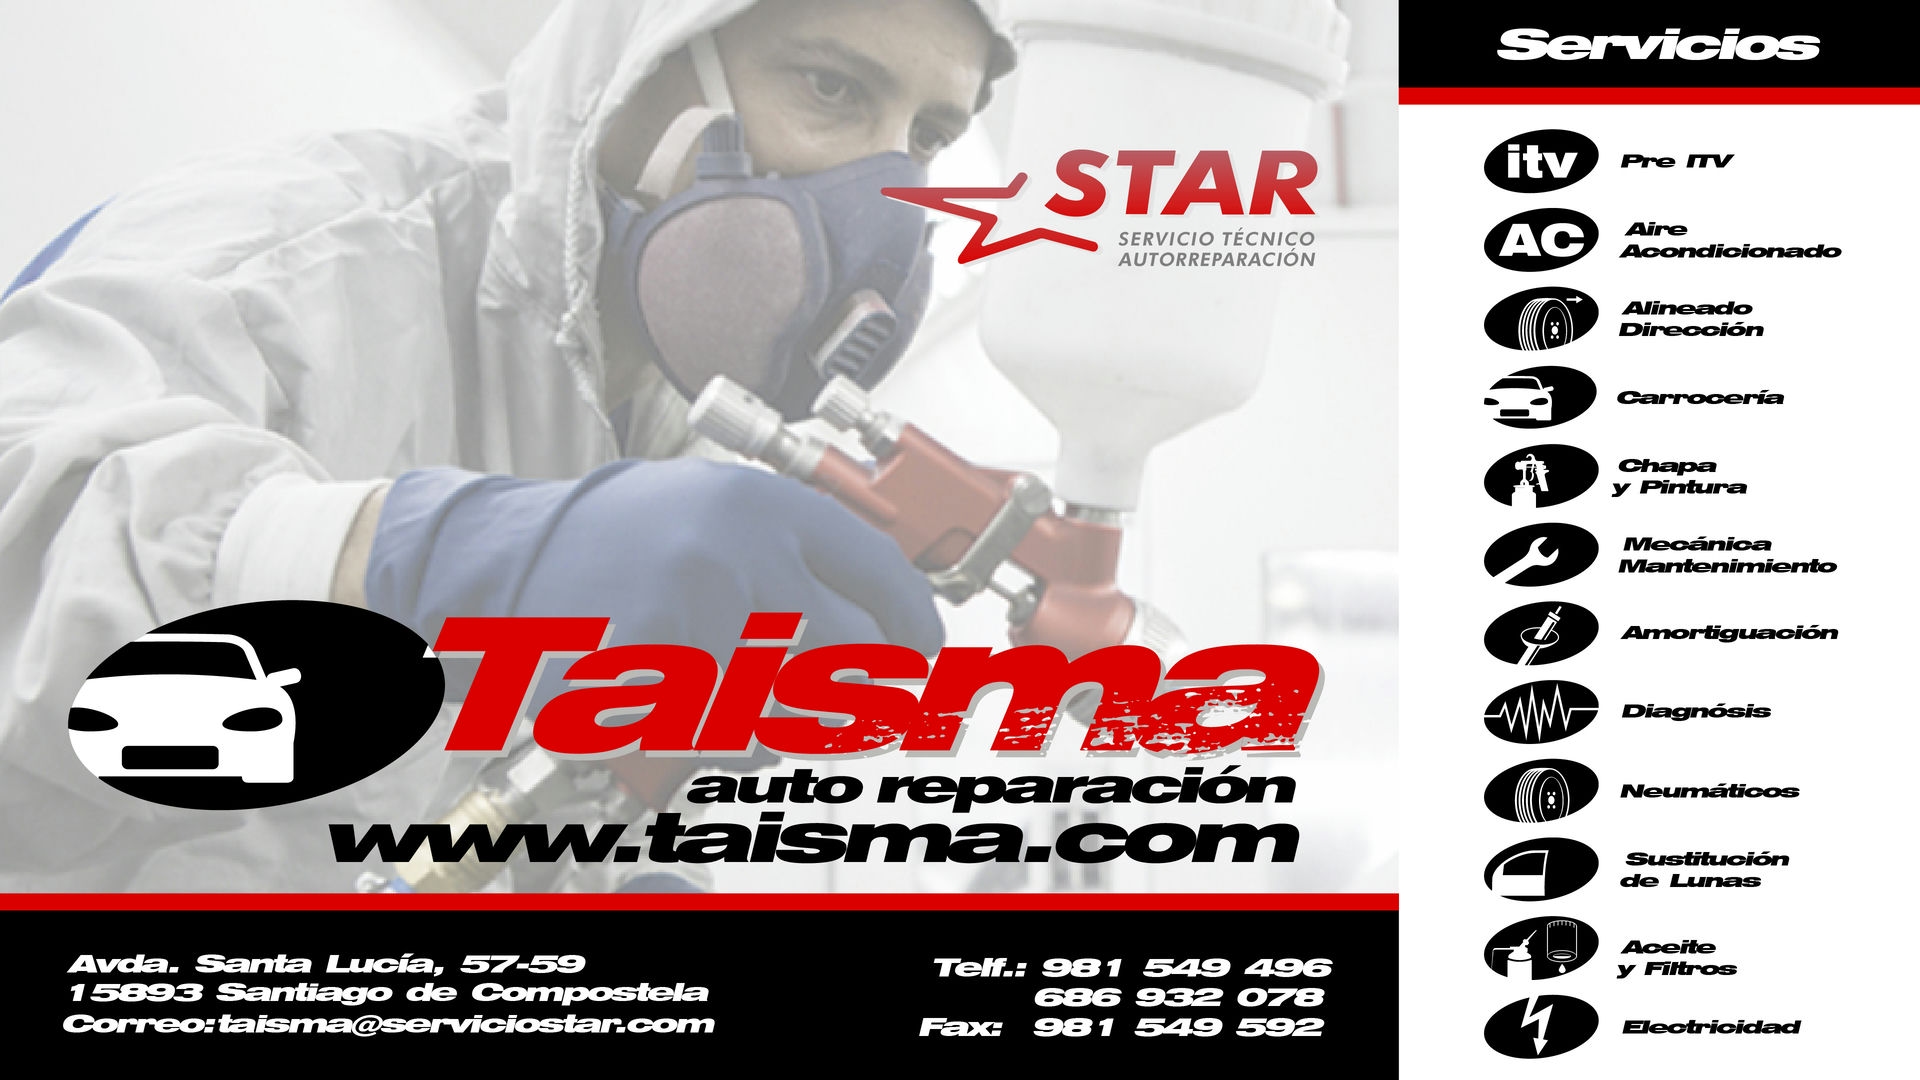 STAR
SERVICIO TÉCNICO
AUTORREPARACIÓN
Taisma
auto reparación
www.taisma.com
Avda. Santa Lucía, 57-59
15893 Santiago de Compostela
Correo:taisma@serviciostar.com
Telf.: 981 549 496
686 932 078
Fax: 981 549 592
Servicios
itv Pre ITV
AC Aire
Acondicionado
Alineado
Dirección
Carrocería
Chapa
y Pintura
Mecánica
Mantenimiento
Amortiguación
Diagnósis
Neumáticos
Sustitución
de Lunas
Aceite
y Filtros
Electricidad